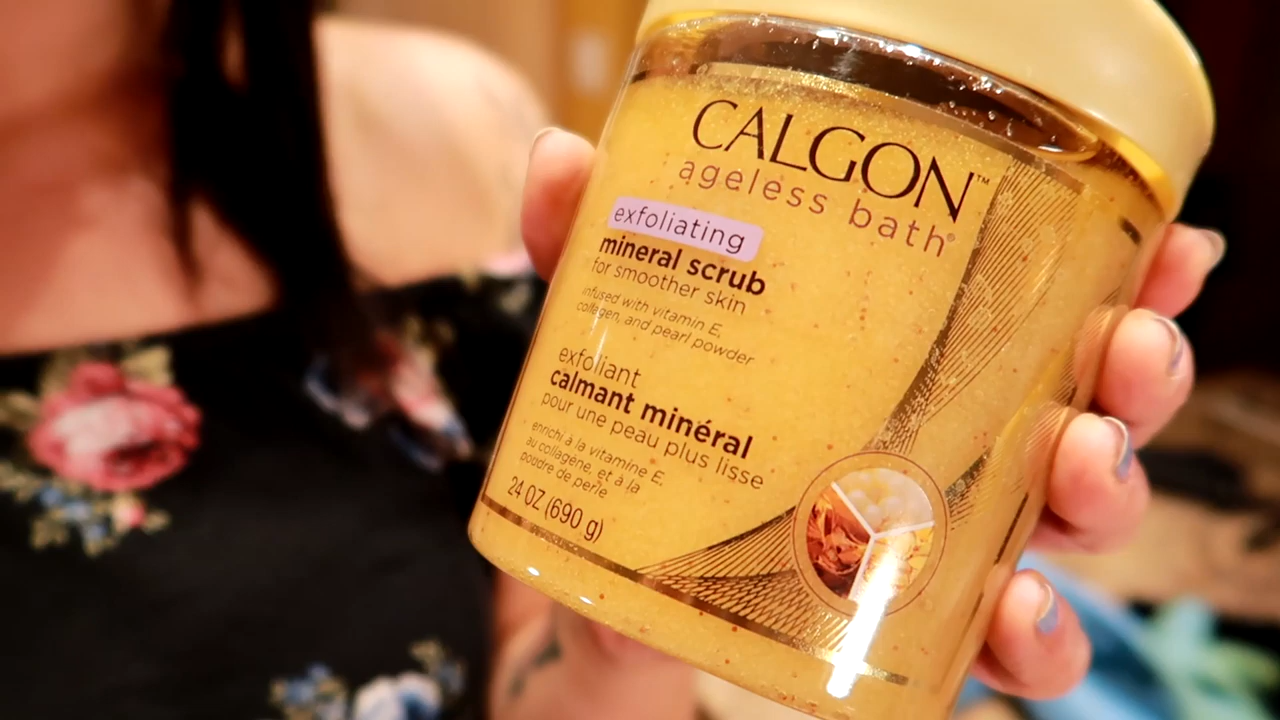 CALGON™
ageless bath®
exfoliating
mineral scrub
for smoother skin
infused with vitamin E,
collagen, and pearl powder
exfoliant
calmant minéral
pour une peau plus lisse
enrichi à la vitamine E,
au collagène, et à la
poudre de perle
24 OZ (690 g)